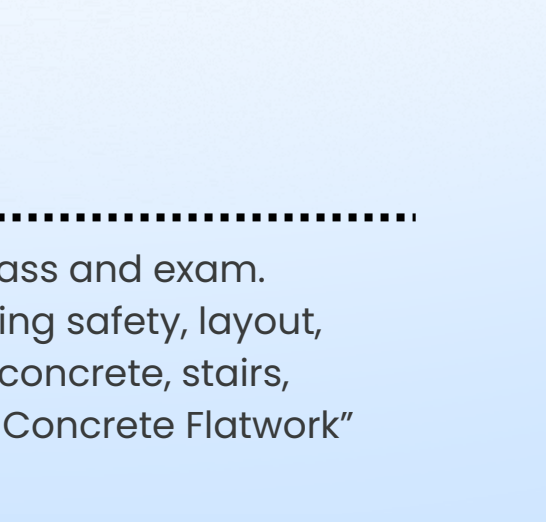 ass and exam.
ing safety, layout,
concrete, stairs,
Concrete Flatwork”